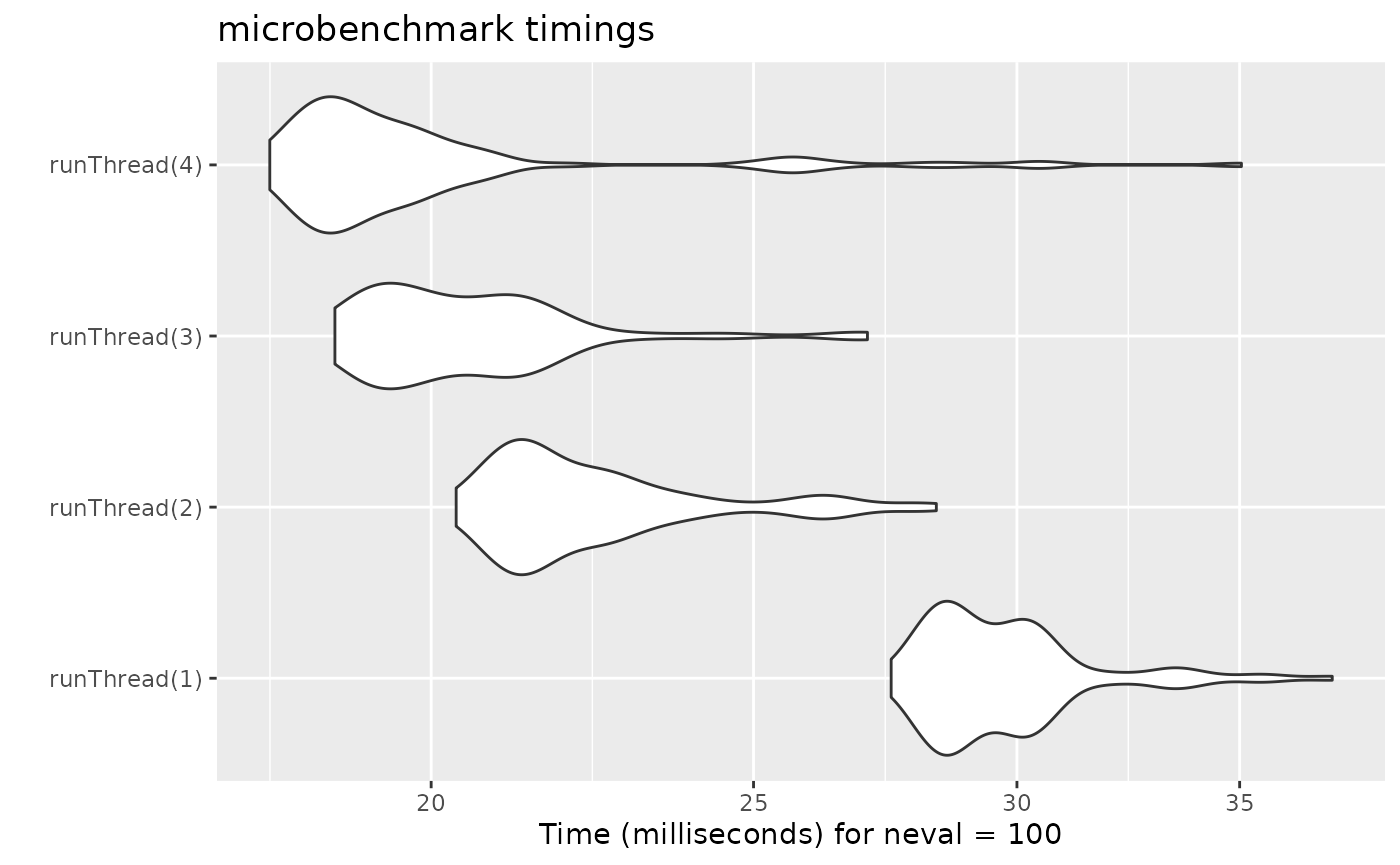 microbenchmark timings
runThread(4)
runThread(3)
runThread(2)
runThread(1)
20 25 30 35
Time (milliseconds) for neval = 100